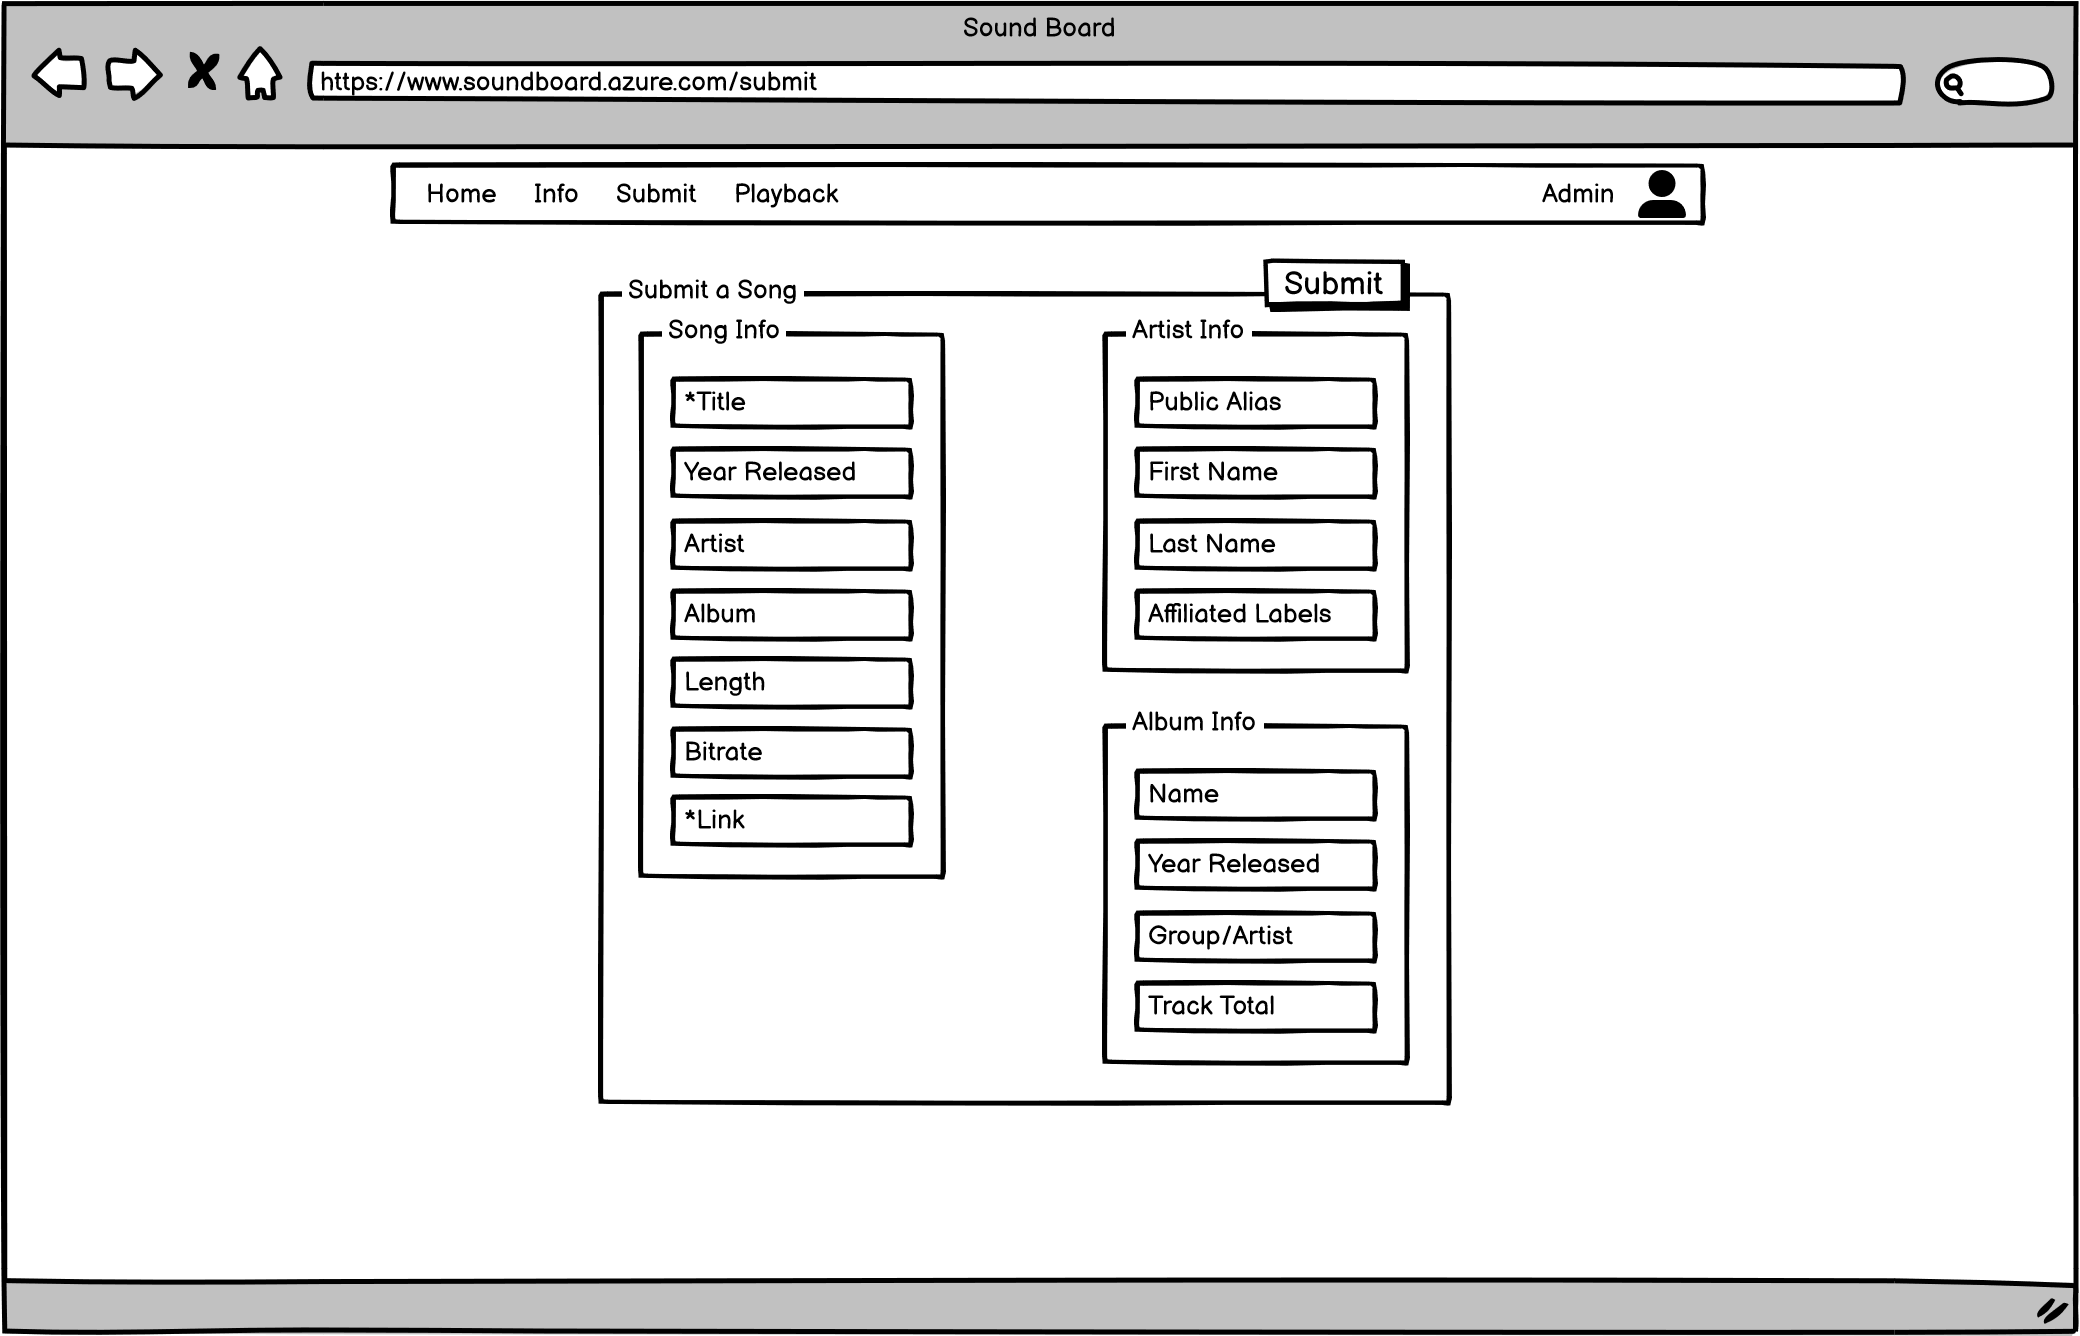 Sound Board
https://www.soundboard.azure.com/submit
Home Info Submit Playback Admin
Submit a Song
Submit
Song Info
*Title
Year Released
Artist
Album
Length
Bitrate
*Link
Artist Info
Public Alias
First Name
Last Name
Affiliated Labels
Album Info
Name
Year Released
Group/Artist
Track Total